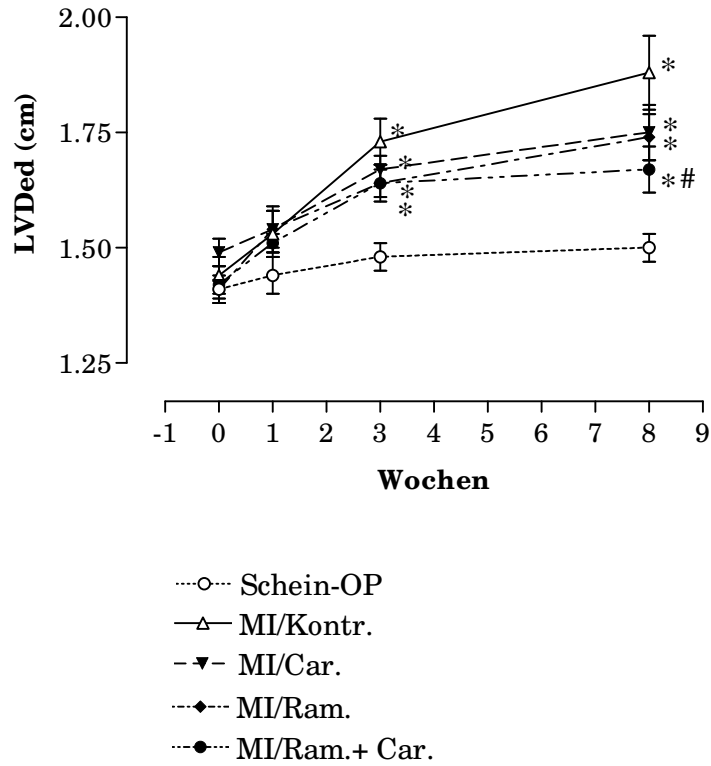 2.00
1.75
1.50
1.25
LVDed (cm)
* * * * * * * * #
-1 0 1 2 3 4 5 6 7 8 9
Wochen
Schein-OP
MI/Kontr.
MI/Car.
MI/Ram.
MI/Ram.+ Car.